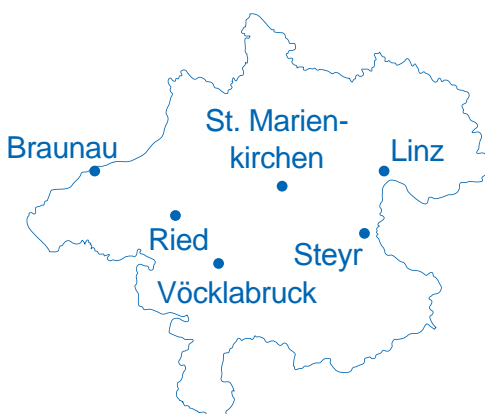 St. Marien-
kirchen
Braunau
Linz
Ried
Steyr
Vöcklabruck